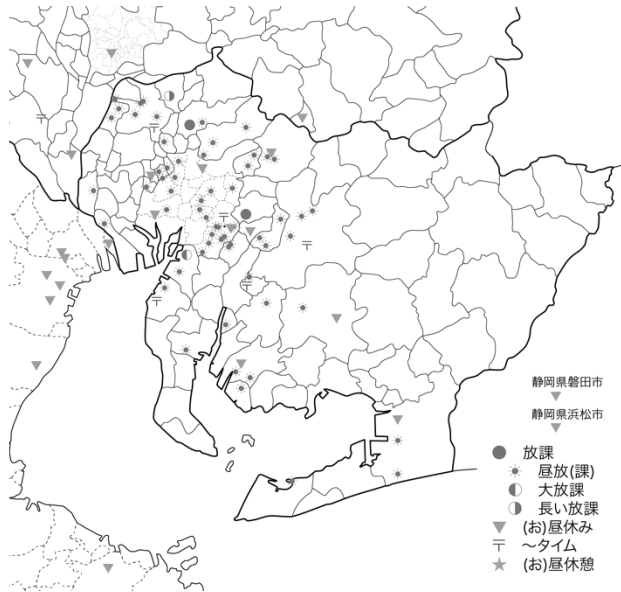 静岡県磐田市
静岡県浜松市
放課
昼放(課)
大放課
長い放課
(お)昼休み
～タイム
(お)昼休憩